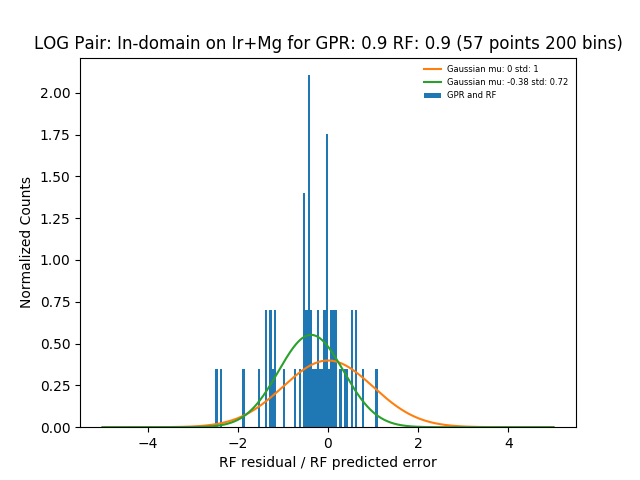 LOG Pair: In-domain on Ir+Mg for GPR: 0.9 RF: 0.9 (57 points 200 bins)
Gaussian mu: 0 std: 1
Gaussian mu: -0.38 std: 0.72
GPR and RF
Normalized Counts
2.00
1.75
1.50
1.25
1.00
0.75
0.50
0.25
0.00
−4
−2
0
2
4
RF residual / RF predicted error